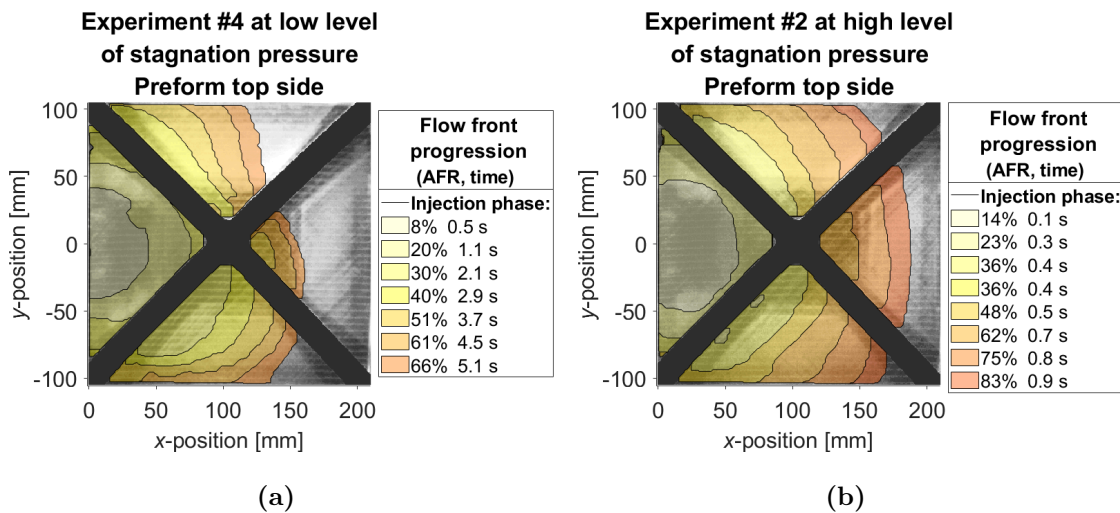 Experiment #4 at low level
of stagnation pressure
Preform top side
100
50
0
-50
-100
y-position [mm]
0 50 100 150 200
x-position [mm]
Flow front
progression
(AFR, time)
Injection phase:
8% 0.5 s
20% 1.1 s
30% 2.1 s
40% 2.9 s
51% 3.7 s
61% 4.5 s
66% 5.1 s
(a)
Experiment #2 at high level
of stagnation pressure
Preform top side
100
50
0
-50
-100
y-position [mm]
0 50 100 150 200
x-position [mm]
Flow front
progression
(AFR, time)
Injection phase:
14% 0.1 s
23% 0.3 s
36% 0.4 s
36% 0.4 s
48% 0.5 s
62% 0.7 s
75% 0.8 s
83% 0.9 s
(b)